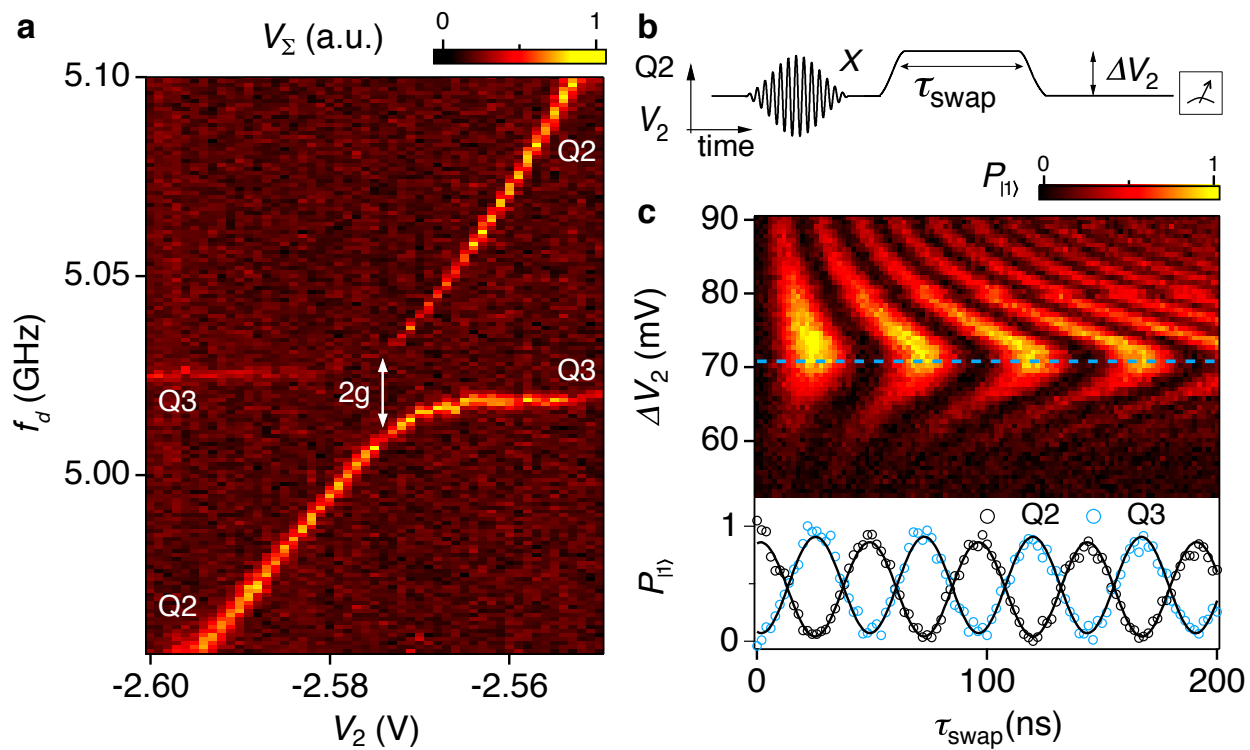 a
V_Σ (a.u.)
0 1
5.10
5.05
5.00
f_d (GHz)
Q2
Q3
Q3
2g
Q2
-2.60 -2.58 -2.56
V_2 (V)
b
Q2
V_2
time
X
τ_swap
ΔV_2
P_|1⟩
0 1
c
90
80
70
60
ΔV_2 (mV)
Q2 Q3
1
0
P_|1⟩
0 100 200
τ_swap (ns)